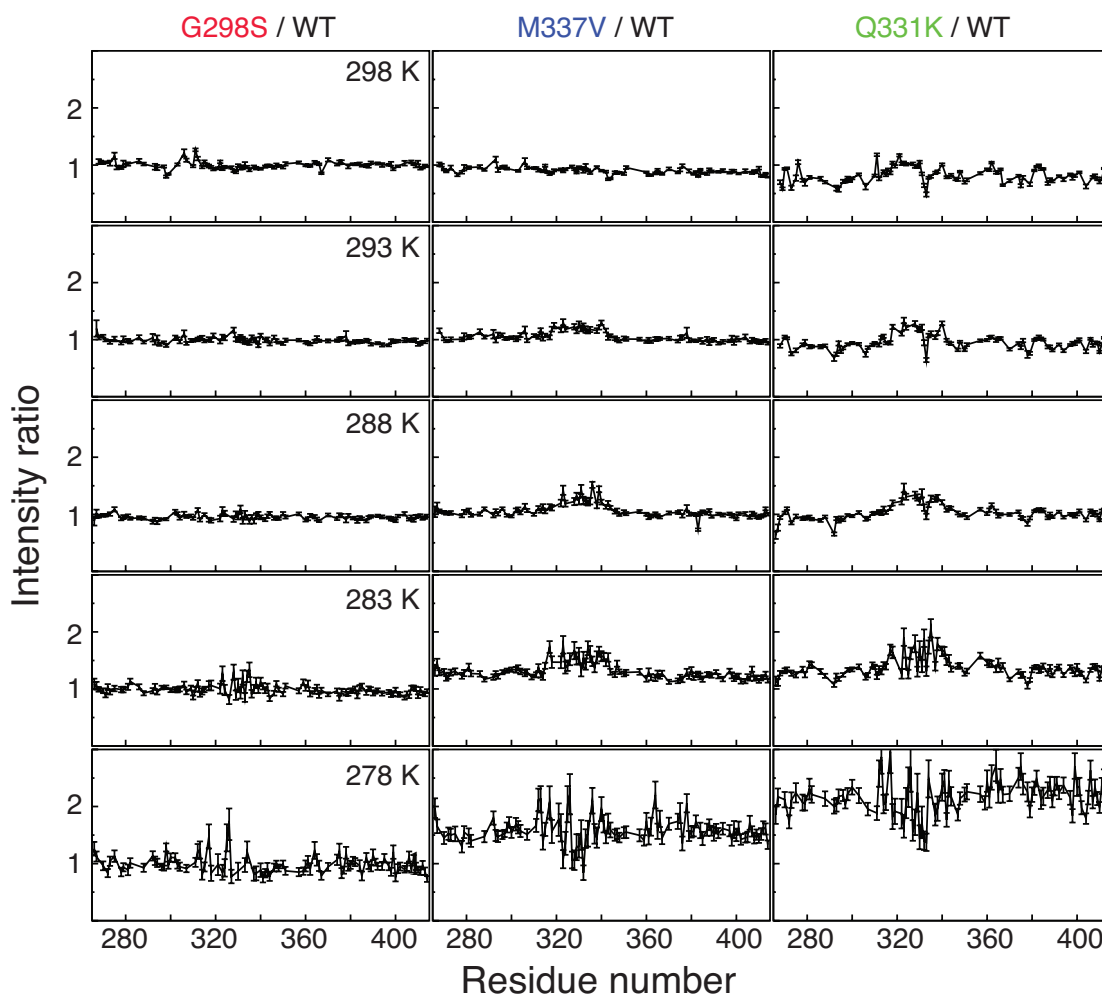 G298S / WT M337V / WT Q331K / WT
298 K
2
1
293 K
2
1
288 K
2
1
283 K
2
1
278 K
2
1
280 320 360 400 280 320 360 400 280 320 360 400
Intensity ratio
Residue number